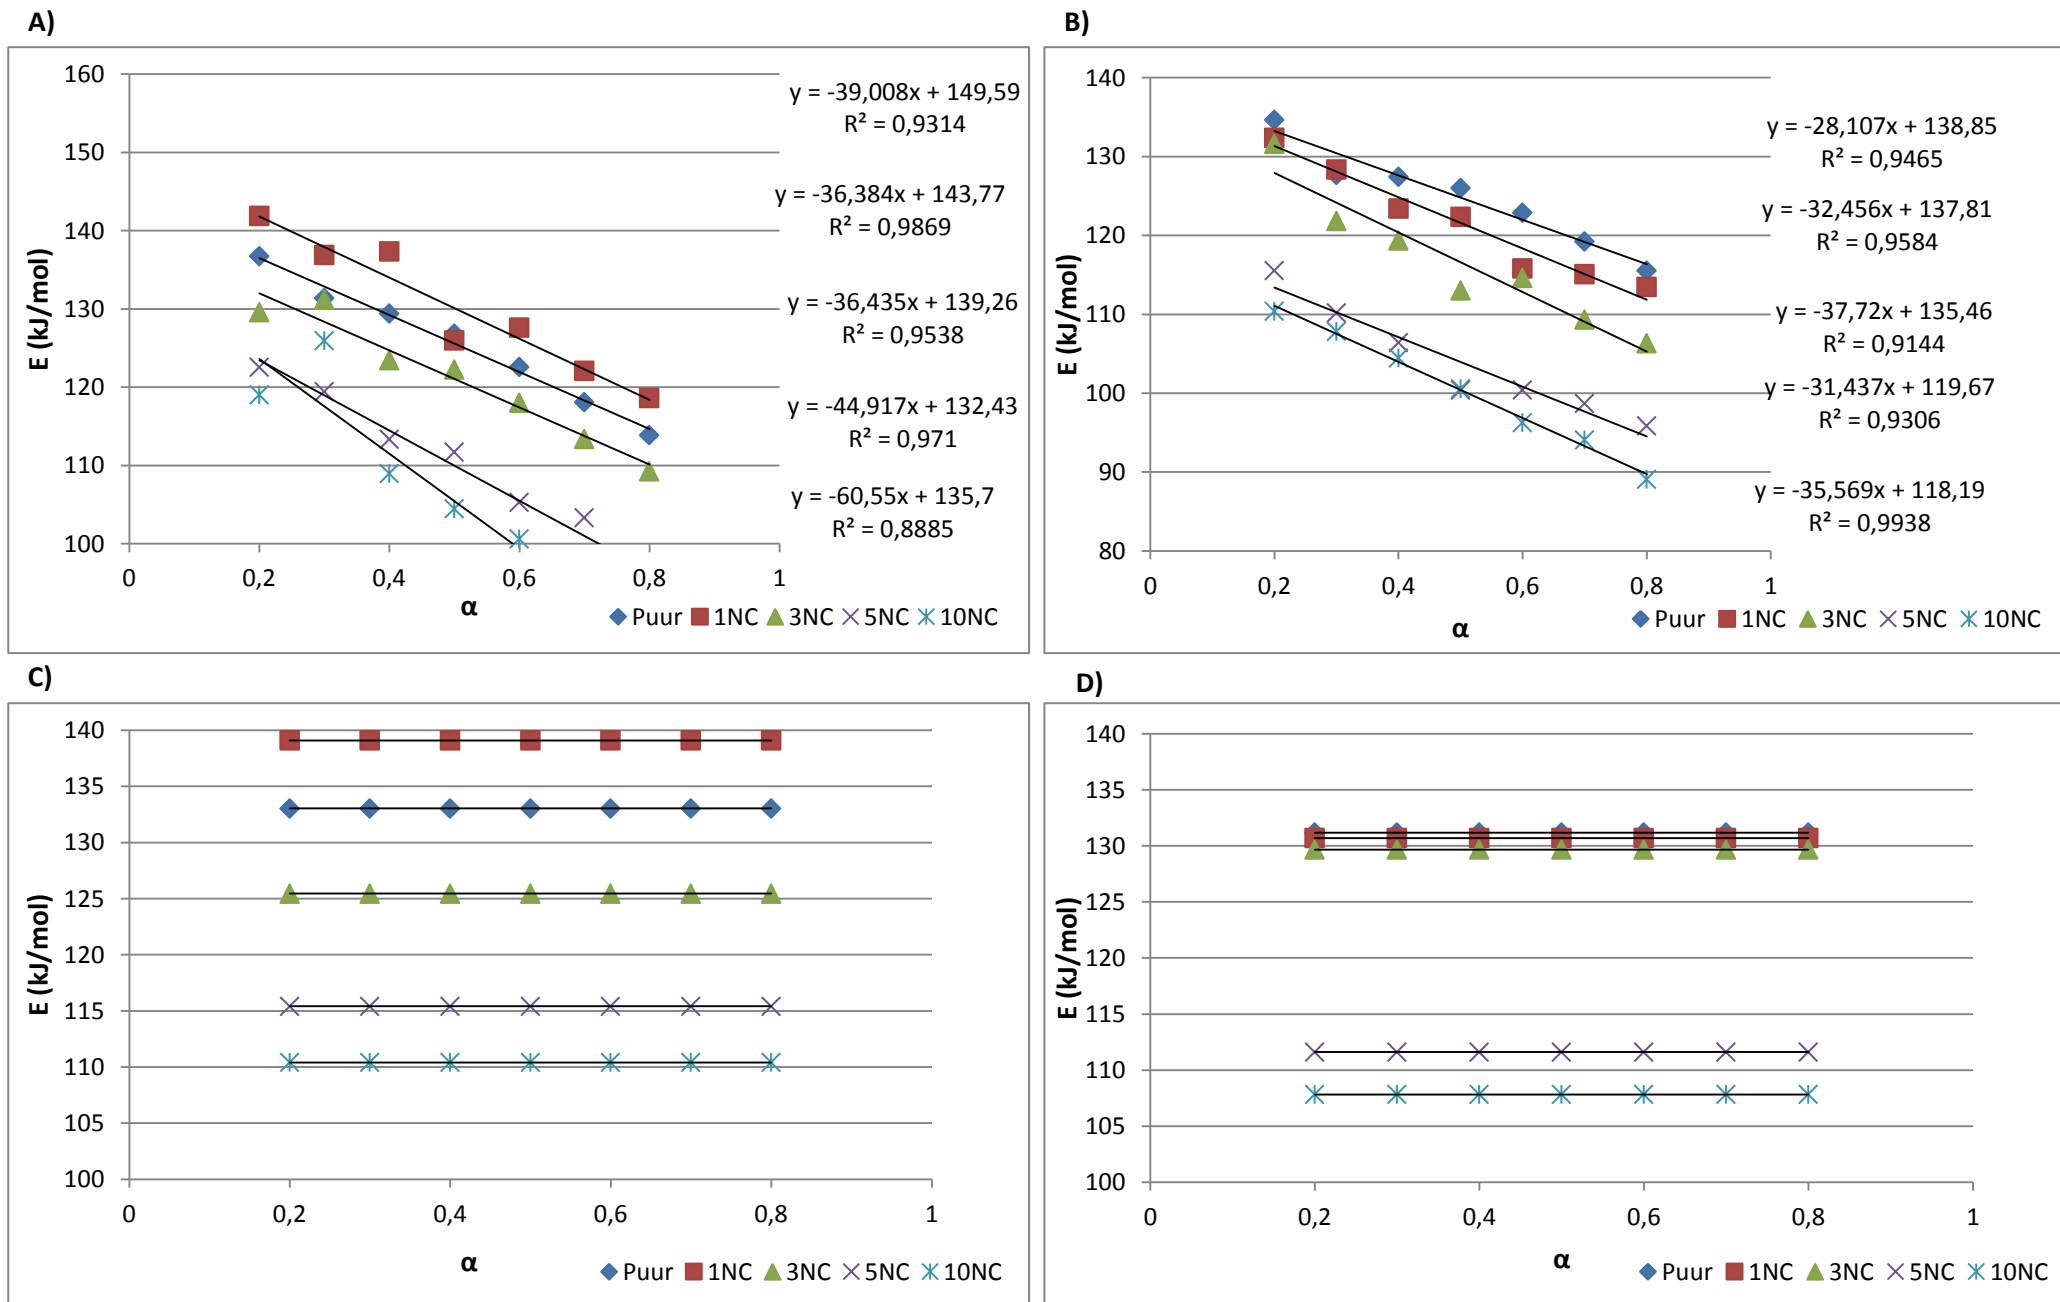 A)
160
150
140
130
120
110
100
E (kJ/mol)
0
0,2
0,4
0,6
0,8
1
α
y = -39,008x + 149,59
R² = 0,9314
y = -36,384x + 143,77
R² = 0,9869
y = -36,435x + 139,26
R² = 0,9538
y = -44,917x + 132,43
R² = 0,971
y = -60,55x + 135,7
R² = 0,8885
Puur 1NC 3NC 5NC 10NC
B)
140
130
120
110
100
90
80
E (kJ/mol)
0
0,2
0,4
0,6
0,8
1
α
y = -28,107x + 138,85
R² = 0,9465
y = -32,456x + 137,81
R² = 0,9584
y = -37,72x + 135,46
R² = 0,9144
y = -31,437x + 119,67
R² = 0,9306
y = -35,569x + 118,19
R² = 0,9938
Puur 1NC 3NC 5NC 10NC
C)
140
135
130
125
120
115
110
105
100
E (kJ/mol)
0
0,2
0,4
0,6
0,8
1
α
Puur 1NC 3NC 5NC 10NC
D)
140
135
130
125
120
115
110
105
100
E (kJ/mol)
0
0,2
0,4
0,6
0,8
1
α
Puur 1NC 3NC 5NC 10NC